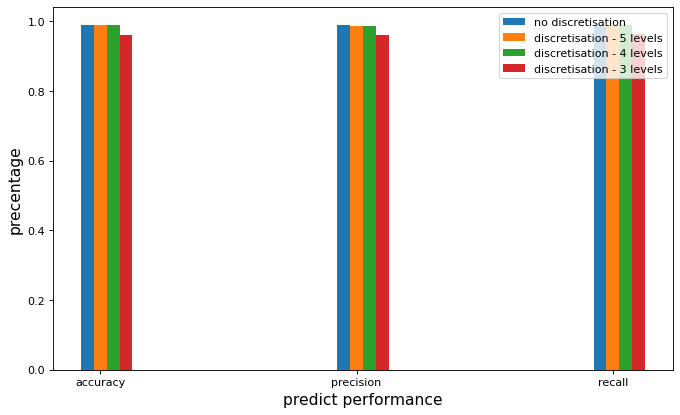 no discretisation
discretisation - 5 levels
discretisation - 4 levels
discretisation - 3 levels
precentage
1.0
0.8
0.6
0.4
0.2
0.0
accuracy precision recall
predict performance